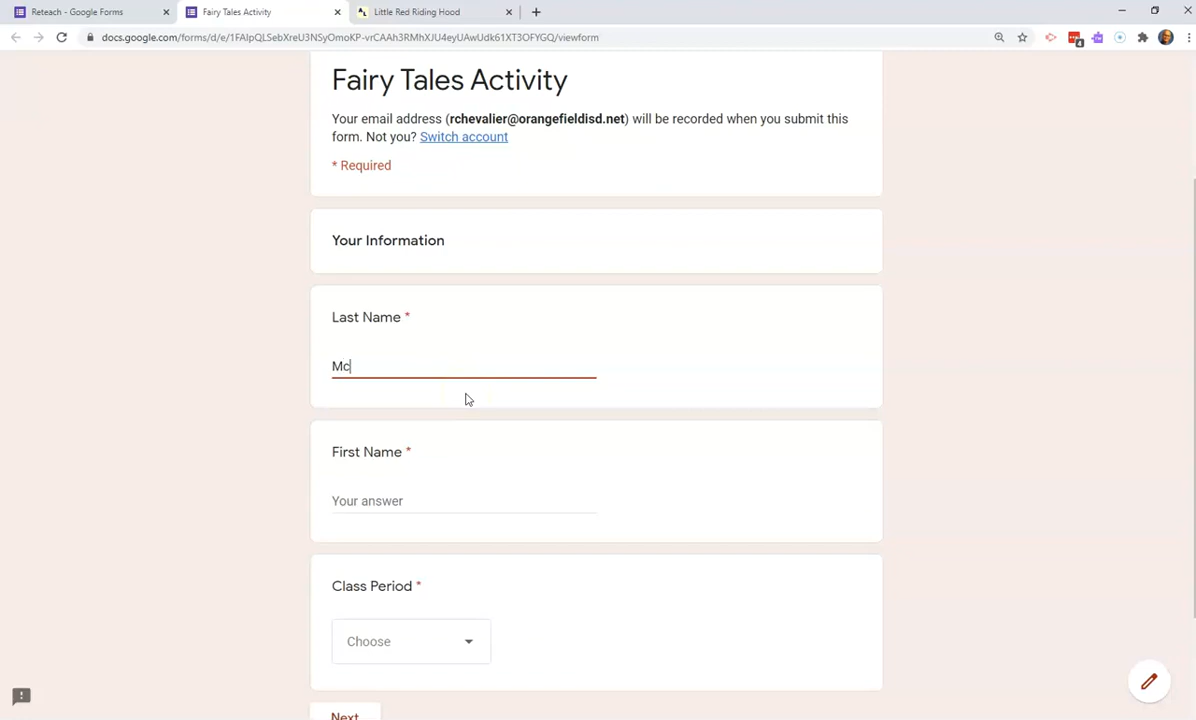 Reteach - Google Forms
Fairy Tales Activity
Little Red Riding Hood
docs.google.com/forms/d/e/1FAIpQLSebXreU3NSyOmoKP-vrCAAh3RMhXJU4eyUAwUdk61XT3OFYGQ/viewform
4
Fairy Tales Activity
Your email address (rchevalier@orangefieldisd.net) will be recorded when you submit this
form. Not you? Switch account
* Required
Your Information
Last Name *
Mc
First Name *
Your answer
Class Period *
Choose
Next